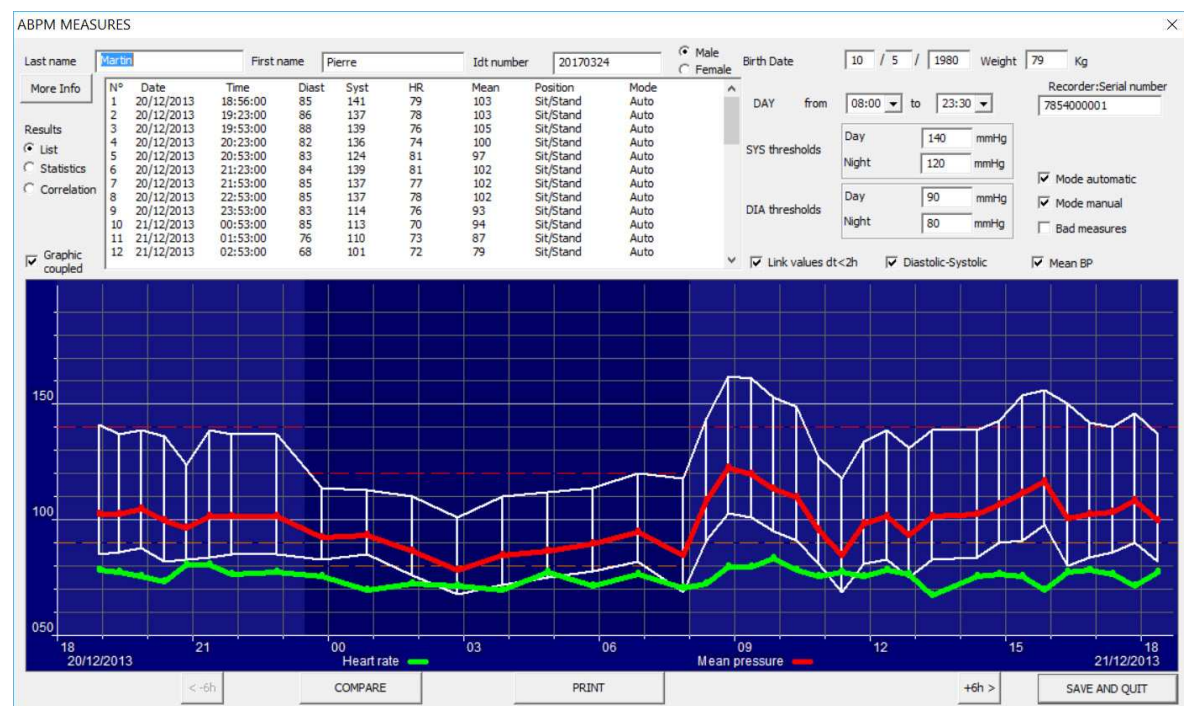 ABPM MEASURES
Last name Martin First name Pierre Idt number 20170324 Male Female Birth Date 10 / 5 / 1980 Weight 79 Kg
More Info
Recorder:Serial number
7854000001
Results
List
Statistics
Correlation
Graphic coupled
N° Date Time Diast Syst HR Mean Position Mode
1 20/12/2013 18:56:00 85 141 79 103 Sit/Stand Auto
2 20/12/2013 19:23:00 86 137 78 103 Sit/Stand Auto
3 20/12/2013 19:53:00 88 139 76 105 Sit/Stand Auto
4 20/12/2013 20:23:00 82 136 74 100 Sit/Stand Auto
5 20/12/2013 20:53:00 83 124 81 97 Sit/Stand Auto
6 20/12/2013 21:23:00 84 139 81 102 Sit/Stand Auto
7 20/12/2013 21:53:00 85 137 77 102 Sit/Stand Auto
8 20/12/2013 22:53:00 85 137 78 102 Sit/Stand Auto
9 20/12/2013 23:53:00 83 114 76 93 Sit/Stand Auto
10 21/12/2013 00:53:00 85 113 70 94 Sit/Stand Auto
11 21/12/2013 01:53:00 76 110 73 87 Sit/Stand Auto
12 21/12/2013 02:53:00 68 101 72 79 Sit/Stand Auto
DAY from 08:00 to 23:30
SYS thresholds
Day 140 mmHg
Night 120 mmHg
DIA thresholds
Day 90 mmHg
Night 80 mmHg
Mode automatic
Mode manual
Bad measures
Link values dt<2h Diastolic-Systolic Mean BP
150
100
050
18 21 00 03 06 09 12 15 18
20/12/2013 Heart rate Mean pressure 21/12/2013
< -6h COMPARE PRINT +6h > SAVE AND QUIT